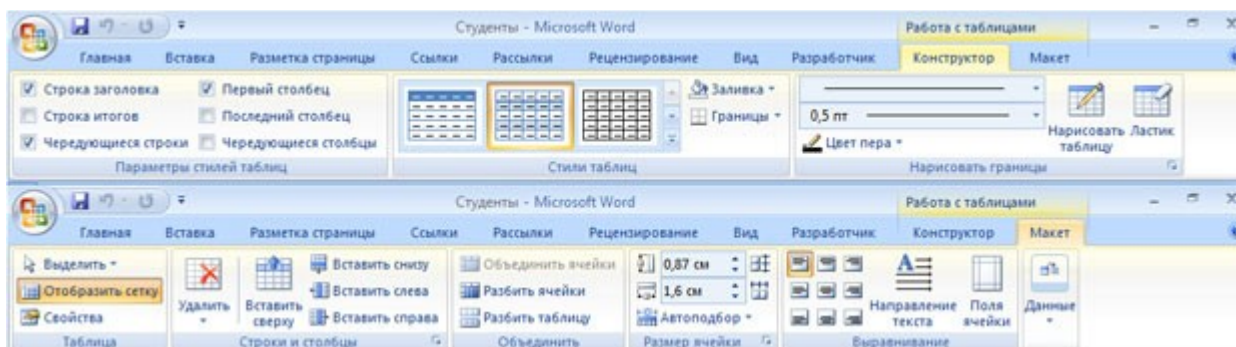 Студенты - Microsoft Word Работа с таблицами
Главная Вставка Разметка страницы Ссылки Рассылки Рецензирование Вид Разработчик Конструктор Макет
Строка заголовка Первый столбец Заливка
Строка итогов Последний столбец Границы 0,5 пт Нарисовать таблицу Ластик
Чередующиеся строки Чередующиеся столбцы Цвет пера
Параметры стилей таблиц Стили таблиц Нарисовать границы
Студенты - Microsoft Word Работа с таблицами
Главная Вставка Разметка страницы Ссылки Рассылки Рецензирование Вид Разработчик Конструктор Макет
Выделить Вставить снизу Объединить ячейки 0,87 см
Отобразить сетку Удалить Вставить сверху Вставить слева Разбить ячейки 1,6 см Направление текста Поля ячейки Данные
Свойства Вставить справа Разбить таблицу Автоподбор
Таблица Строки и столбцы Объединить Размер ячейки Выравнивание